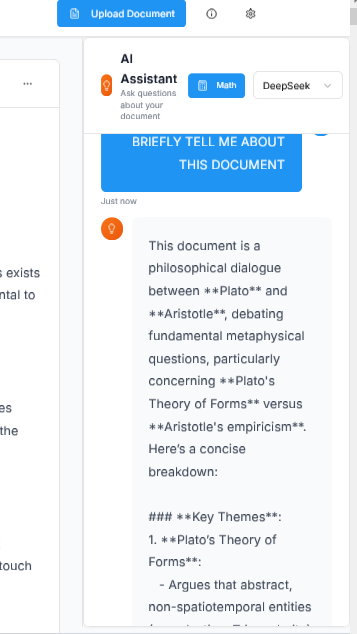 Upload Document
AI
Assistant
Ask questions
about your
document
Math
DeepSeek
BRIEFLY TELL ME ABOUT
THIS DOCUMENT
Just now
s exists
ntal to
es
the
touch
This document is a
philosophical dialogue
between **Plato** and
**Aristotle**, debating
fundamental metaphysical
questions, particularly
concerning **Plato's
Theory of Forms** versus
**Aristotle's empiricism**.
Here's a concise
breakdown:
### **Key Themes**:
1. **Plato's Theory of
Forms**:
- Argues that abstract,
non-spatiotemporal entities